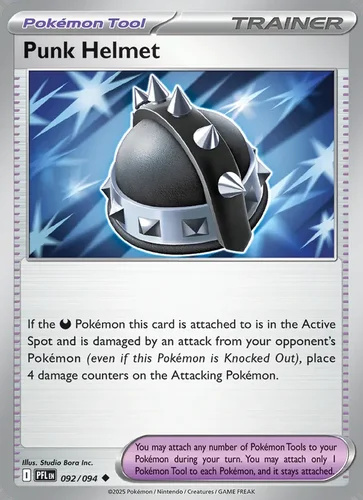 Pokémon Tool
TRAINER
Punk Helmet
If the Pokémon this card is attached to is in the Active
Spot and is damaged by an attack from your opponent's
Pokémon (even if this Pokémon is Knocked Out), place
4 damage counters on the Attacking Pokémon.
Illus. Studio Bora Inc.
I PFL EN 092/094
You may attach any number of Pokémon Tools to your
Pokémon during your turn. You may attach only 1
Pokémon Tool to each Pokémon, and it stays attached.
©2025 Pokémon / Nintendo / Creatures / GAME FREAK